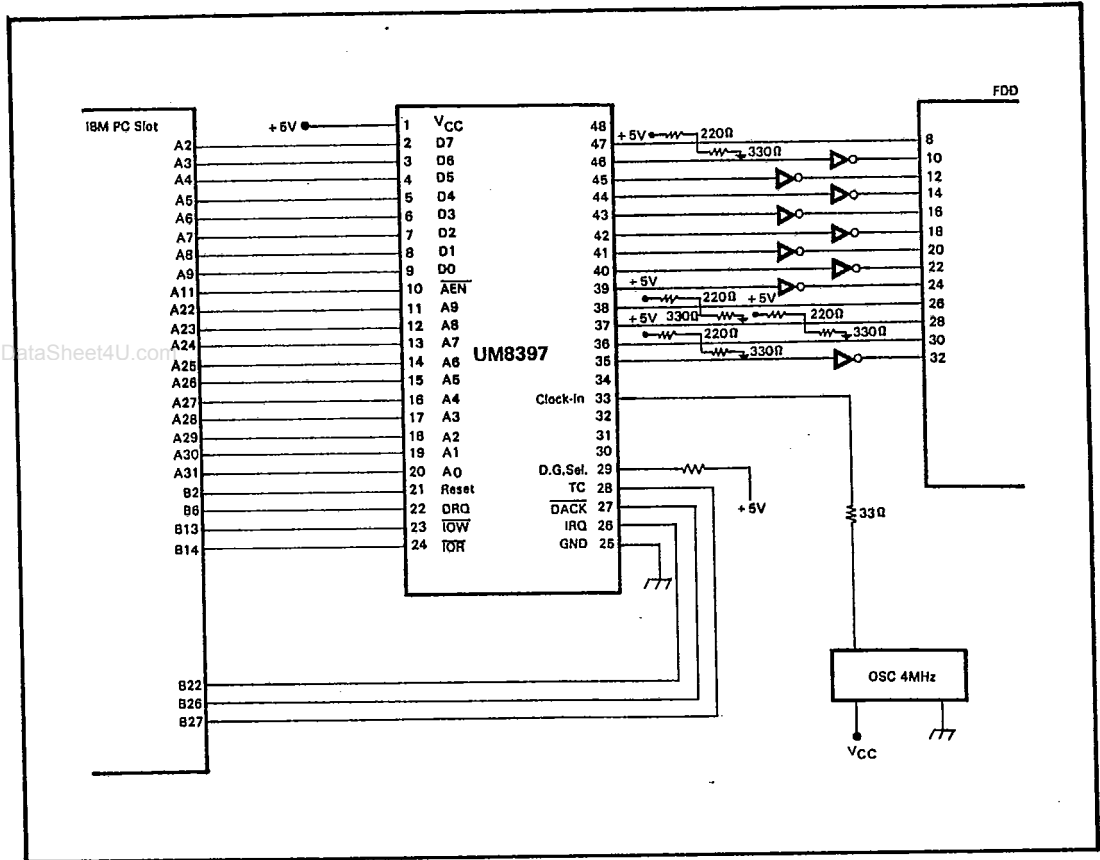 FDD
IBM PC Slot
+5V
1 VCC
A2 2 D7
A3 3 D6
A4 4 D5
A5 5 D4
A6 6 D3
A7 7 D2
A8 8 D1
A9 9 D0
A11 10 AEN
A22 11 A9
A23 12 A8
A24 13 A7
A25 14 A6
A26 15 A5
A27 16 A4
A28 17 A3
A29 18 A2
A30 19 A1
A31 20 A0
B2 21 Reset
B6 22 DRQ
B13 23 IOW
B14 24 IOR
B22
B26
B27
DataSheet4U.com
UM8397
48
47
46
45
44
43
42
41
40
39
38
37
36
35
34
Clock-in 33
32
31
30
D.G.Sel. 29
TC 28
DACK 27
IRQ 26
GND 25
+5V 220Ω
330Ω
+5V
220Ω +5V
330Ω 220Ω
+5V 330Ω
220Ω
330Ω
8
10
12
14
16
18
20
22
24
26
28
30
32
+5V
33Ω
OSC 4MHz
VCC